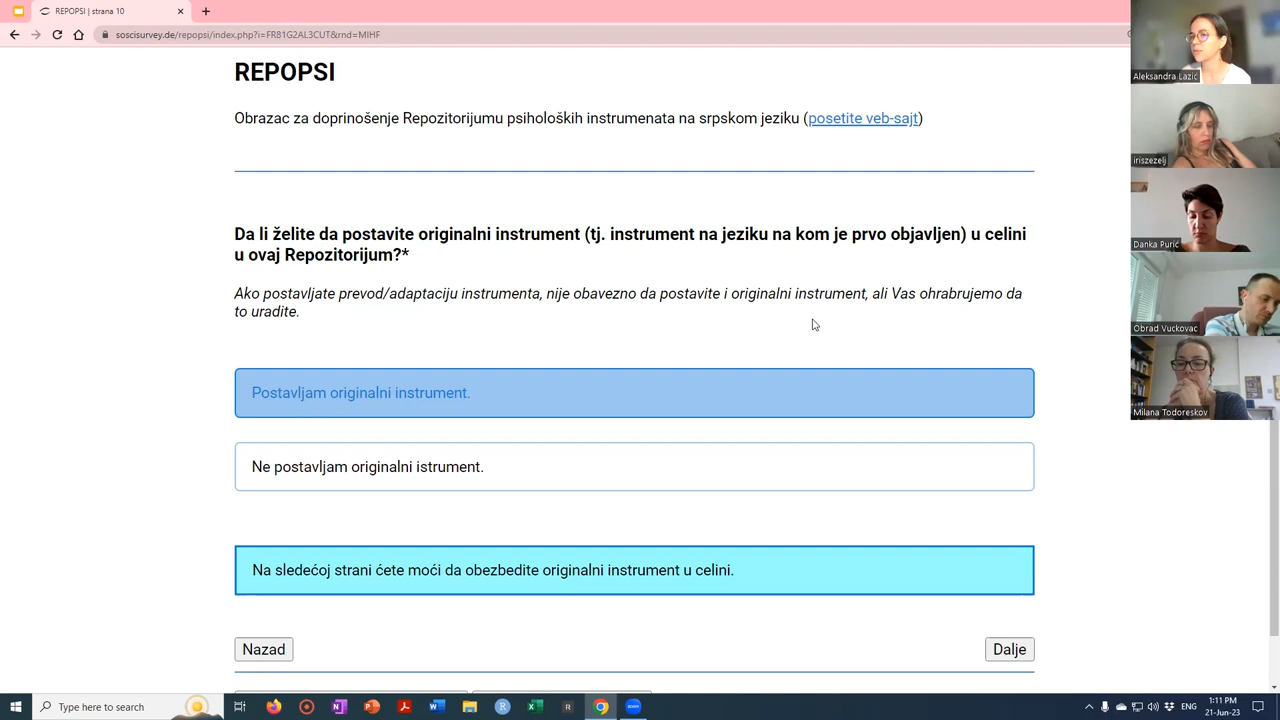 REPOPSI | strana 10
soscisurvey.de/repopsi/index.php?i=FR81G2AL3CUT&rnd=MIHF
REPOPSI
Obrazac za doprinošenje Repozitorijumu psiholoških instrumenata na srpskom jeziku (posetite veb-sajt)
Da li želite da postavite originalni instrument (tj. instrument na jeziku na kom je prvo objavljen) u celini
u ovaj Repozitorijum?*
Ako postavljate prevod/adaptaciju instrumenta, nije obavezno da postavite i originalni instrument, ali Vas ohrabrujemo da
to uradite.
Postavljam originalni instrument.
Ne postavljam originalni istrument.
Na sledećoj strani ćete moći da obezbedite originalni instrument u celini.
Nazad
Dalje
Aleksandra Lazić
iriszezelj
Danka Purić
Obrad Vuckovac
Milana Todoreskov
Type here to search
ENG
1:11 PM
21-Jun-23